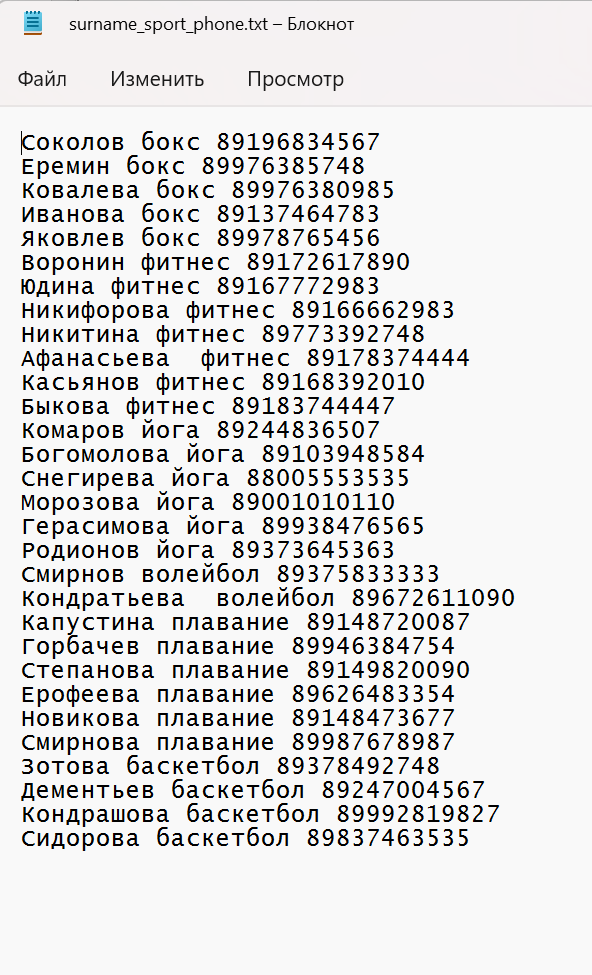 surname_sport_phone.txt – Блокнот
Файл Изменить Просмотр
Соколов бокс 89196834567
Еремин бокс 89976385748
Ковалева бокс 89976380985
Иванова бокс 89137464783
Яковлев бокс 89978765456
Воронин фитнес 89172617890
Юдина фитнес 89167772983
Никифорова фитнес 89166662983
Никитина фитнес 89773392748
Афанасьева  фитнес 89178374444
Касьянов фитнес 89168392010
Быкова фитнес 89183744447
Комаров йога 89244836507
Богомолова йога 89103948584
Снегирева йога 88005553535
Морозова йога 89001010110
Герасимова йога 89938476565
Родионов йога 89373645363
Смирнов волейбол 89375833333
Кондратьева  волейбол 89672611090
Капустина плавание 89148720087
Горбачев плавание 89946384754
Степанова плавание 89149820090
Ерофеева плавание 89626483354
Новикова плавание 89148473677
Смирнова плавание 89987678987
Зотова баскетбол 89378492748
Дементьев баскетбол 89247004567
Кондрашова баскетбол 89992819827
Сидорова баскетбол 89837463535